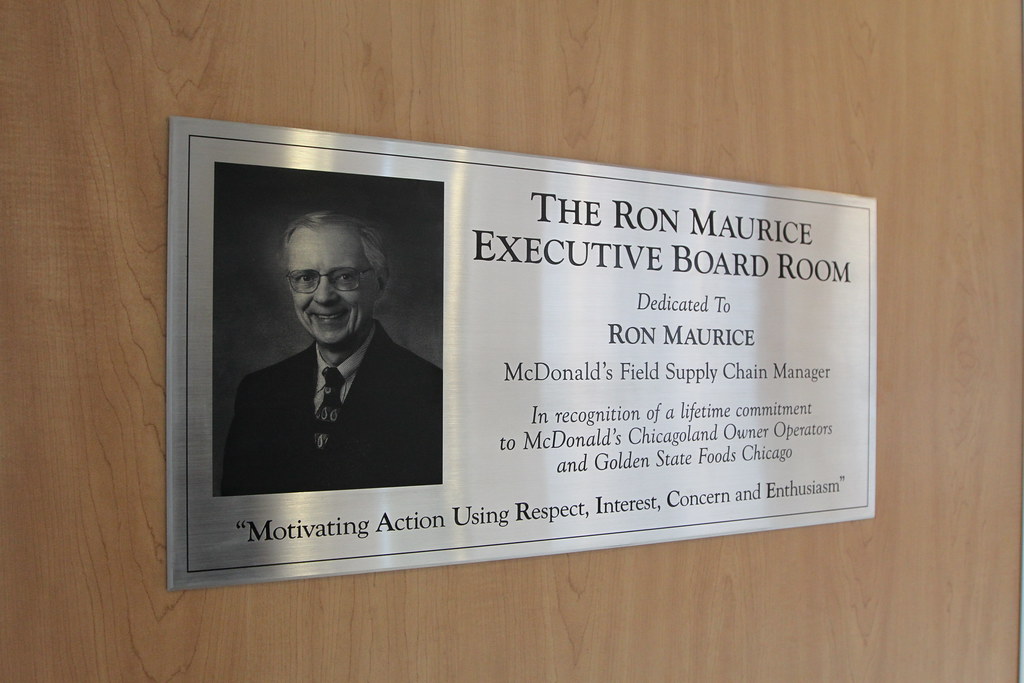 THE RON MAURICE
EXECUTIVE BOARD ROOM
Dedicated To
RON MAURICE
McDonald's Field Supply Chain Manager
In recognition of a lifetime commitment
to McDonald's Chicagoland Owner Operators
and Golden State Foods Chicago
"Motivating Action Using Respect, Interest, Concern and Enthusiasm"